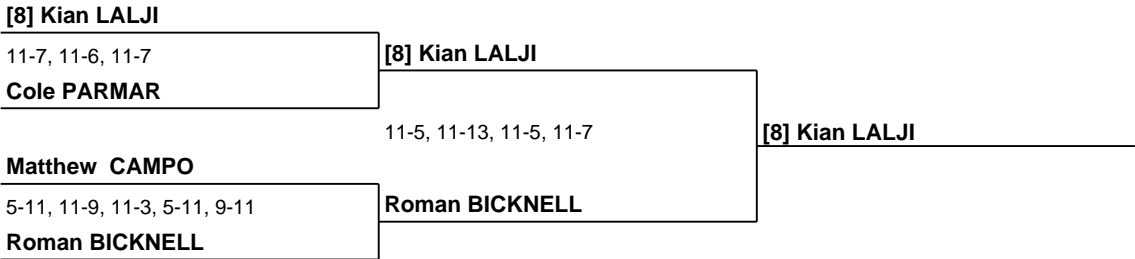 [8] Kian LALJI
11-7, 11-6, 11-7
Cole PARMAR
[8] Kian LALJI
11-5, 11-13, 11-5, 11-7
[8] Kian LALJI
Matthew  CAMPO
5-11, 11-9, 11-3, 5-11, 9-11
Roman BICKNELL
Roman BICKNELL